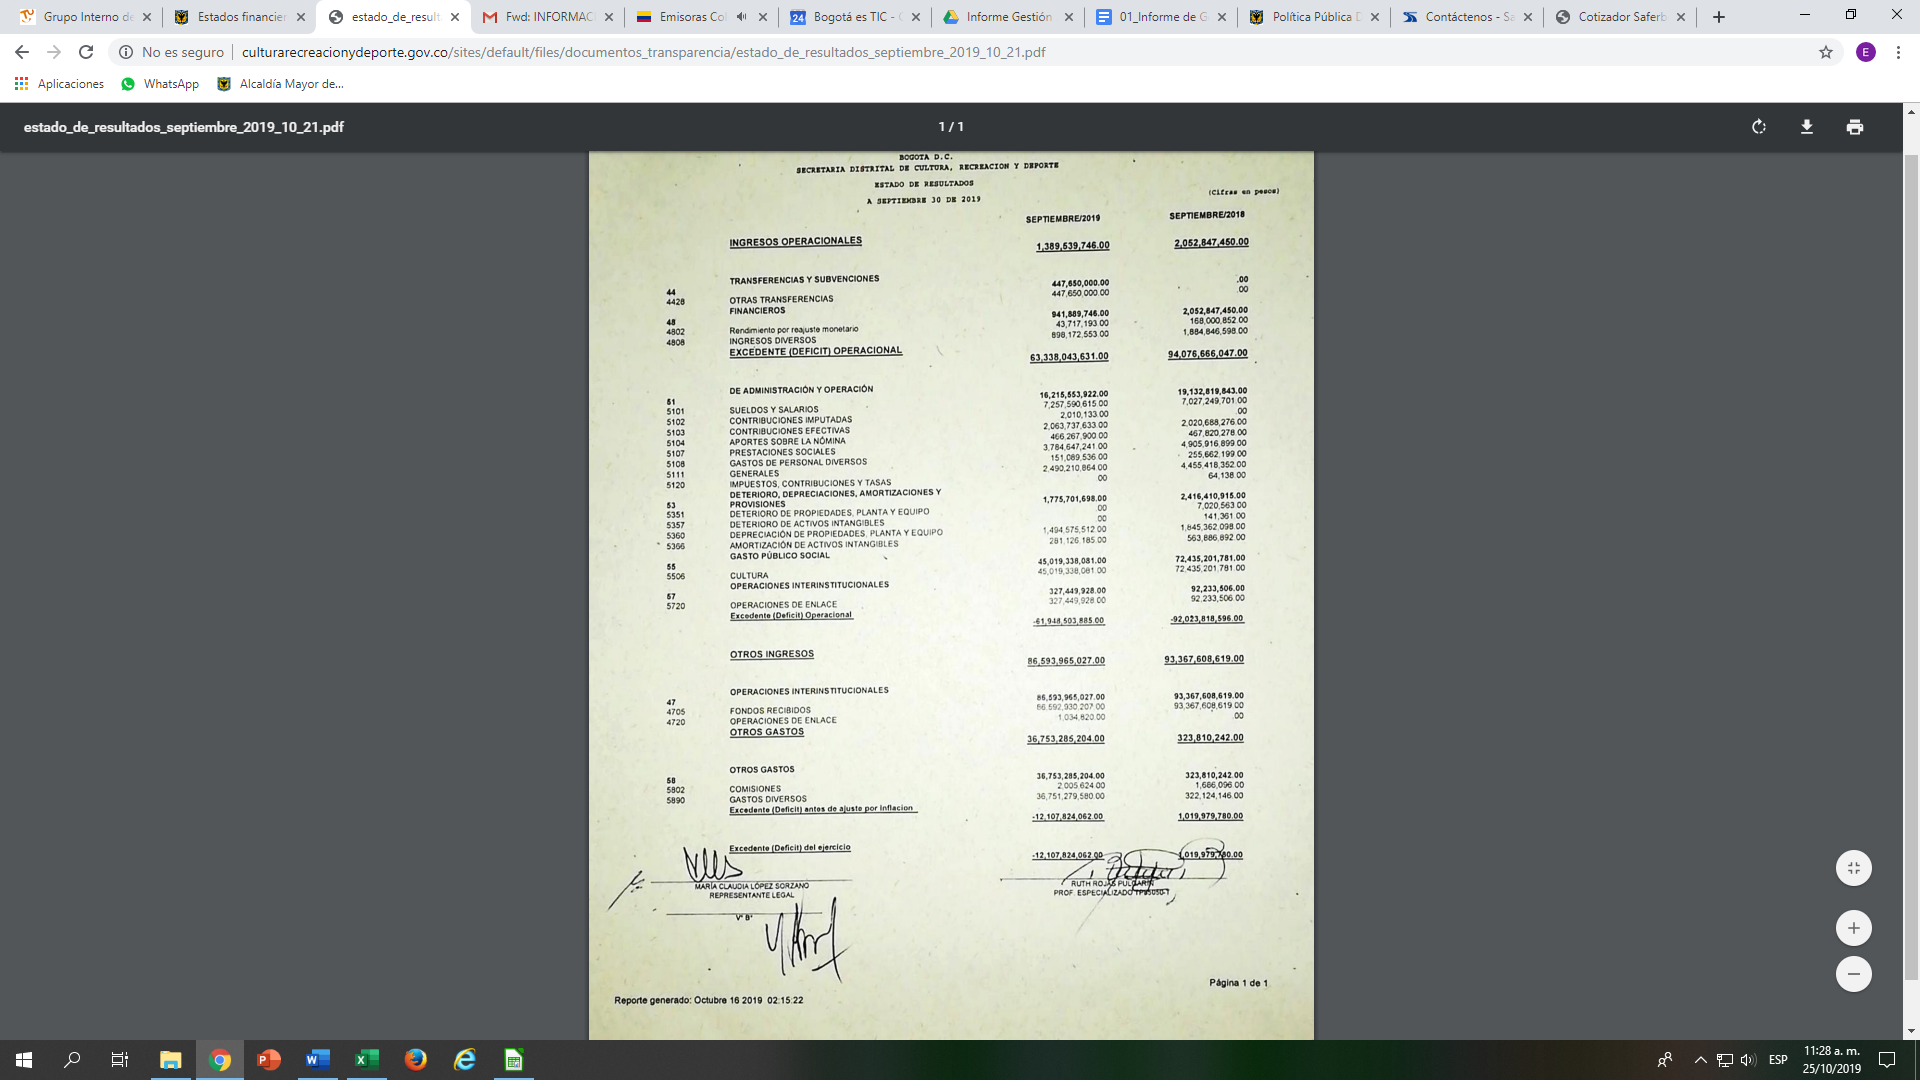 Grupo Interno de
Estados financier
estado_de_result
Fwd: INFORMAC
Emisoras Co
Bogotá es TIC - C
Informe Gestión
01_Informe de G
Política Pública D
Contáctenos - Sa
Cotizador Saferb
No es seguro | culturarecreacionydeporte.gov.co/sites/default/files/documentos_transparencia/estado_de_resultados_septiembre_2019_10_21.pdf
E
Aplicaciones WhatsApp Alcaldía Mayor de...
estado_de_resultados_septiembre_2019_10_21.pdf 1 / 1
BOGOTA D.C.
SECRETARIA DISTRITAL DE CULTURA, RECREACION Y DEPORTE
ESTADO DE RESULTADOS
(Cifras en pesos)
A SEPTIEMBRE 30 DE 2019
SEPTIEMBRE/2019 SEPTIEMBRE/2018
INGRESOS OPERACIONALES 1,389,539,746.00 2,052,847,450.00
44 TRANSFERENCIAS Y SUBVENCIONES 447,650,000.00 .00
4428 OTRAS TRANSFERENCIAS 447,650,000.00 .00
48 FINANCIEROS 941,889,746.00 2,052,847,450.00
4802 Rendimiento por reajuste monetario 43,717,193.00 168,000,852.00
4808 INGRESOS DIVERSOS 898,172,553.00 1,884,846,598.00
EXCEDENTE (DEFICIT) OPERACIONAL 63,338,043,631.00 94,076,666,047.00
51 DE ADMINISTRACIÓN Y OPERACIÓN 16,215,553,922.00 19,132,819,843.00
5101 SUELDOS Y SALARIOS 7,257,590,615.00 7,027,249,701.00
5102 CONTRIBUCIONES IMPUTADAS 2,010,133.00 .00
5103 CONTRIBUCIONES EFECTIVAS 2,063,737,633.00 2,020,688,276.00
5104 APORTES SOBRE LA NÓMINA 466,267,900.00 467,820,278.00
5107 PRESTACIONES SOCIALES 3,784,647,241.00 4,905,916,899.00
5108 GASTOS DE PERSONAL DIVERSOS 151,089,536.00 255,662,199.00
5111 GENERALES 2,490,210,864.00 4,455,418,352.00
5120 IMPUESTOS, CONTRIBUCIONES Y TASAS 00 64,138.00
DETERIORO, DEPRECIACIONES, AMORTIZACIONES Y
53 PROVISIONES 1,775,701,698.00 2,416,410,915.00
5351 DETERIORO DE PROPIEDADES, PLANTA Y EQUIPO .00 7,020,563.00
5357 DETERIORO DE ACTIVOS INTANGIBLES 00 141,361.00
5360 DEPRECIACIÓN DE PROPIEDADES, PLANTA Y EQUIPO 1,494,575,512.00 1,845,362,098.00
5366 AMORTIZACIÓN DE ACTIVOS INTANGIBLES 281,126,185.00 563,886,892.00
55 GASTO PÚBLICO SOCIAL 45,019,338,081.00 72,435,201,781.00
5506 CULTURA 45,019,338,081.00 72,435,201,781.00
57 OPERACIONES INTERINSTITUCIONALES 327,449,928.00 92,233,506.00
5720 OPERACIONES DE ENLACE 327,449,928.00 92,233,506.00
Excedente (Deficit) Operacional -61,948,503,885.00 -92,023,818,596.00
OTROS INGRESOS 86,593,965,027.00 93,367,608,619.00
47 OPERACIONES INTERINSTITUCIONALES 86,593,965,027.00 93,367,608,619.00
4705 FONDOS RECIBIDOS 86,592,930,207.00 93,367,608,619.00
4720 OPERACIONES DE ENLACE 1,034,820.00 00
OTROS GASTOS 36,753,285,204.00 323,810,242.00
58 OTROS GASTOS 36,753,285,204.00 323,810,242.00
5802 COMISIONES 2,005,624.00 1,686,096.00
5890 GASTOS DIVERSOS 36,751,279,580.00 322,124,146.00
Excedente (Deficit) antes de ajuste por Inflacion -12,107,824,062.00 1,019,979,780.00
Excedente (Deficit) del ejercicio -12,107,824,062.00 1,019,979,780.00
MARÍA CLAUDIA LÓPEZ SORZANO RUTH ROJAS PULGARÍN
REPRESENTANTE LEGAL PROF. ESPECIALIZADO
V° B°
Página 1 de 1
Reporte generado: Octubre 16 2019 02:15:22
ESP
11:28 a. m.
25/10/2019